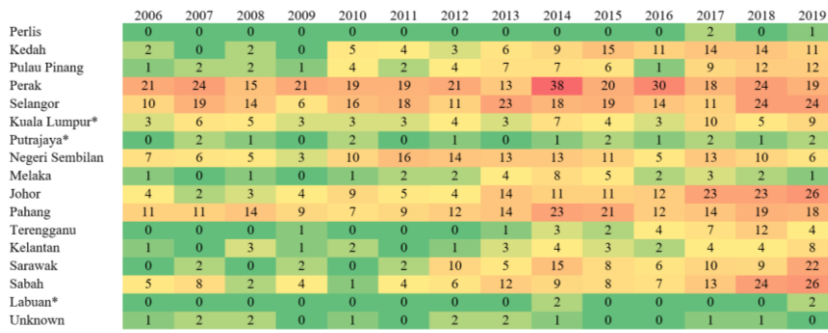 2006 2007 2008 2009 2010 2011 2012 2013 2014 2015 2016 2017 2018 2019
Perlis 0 0 0 0 0 0 0 0 0 0 0 2 0 1
Kedah 2 0 2 0 5 4 3 6 9 15 11 14 14 11
Pulau Pinang 1 2 2 1 4 2 4 7 7 6 1 9 12 12
Perak 21 24 15 21 19 19 21 13 38 20 30 18 24 19
Selangor 10 19 14 6 16 18 11 23 18 19 14 11 24 24
Kuala Lumpur* 3 6 5 3 3 3 4 3 7 4 3 10 5 9
Putrajaya* 0 2 1 0 2 0 1 0 1 2 1 2 1 2
Negeri Sembilan 7 6 5 3 10 16 14 13 13 11 5 13 10 6
Melaka 1 0 1 0 1 2 2 4 8 5 2 3 2 1
Johor 4 2 3 4 9 5 4 14 11 11 12 23 23 26
Pahang 11 11 14 9 7 9 12 14 23 21 12 14 19 18
Terengganu 0 0 0 1 0 0 0 1 3 2 4 7 12 4
Kelantan 1 0 3 1 2 0 1 3 4 3 2 4 4 8
Sarawak 0 2 0 2 0 2 10 5 15 8 6 10 9 22
Sabah 5 8 2 4 1 4 6 12 9 8 7 13 24 26
Labuan* 0 0 0 0 0 0 0 0 2 0 0 0 0 2
Unknown 1 2 2 0 1 0 2 2 1 0 0 1 1 0